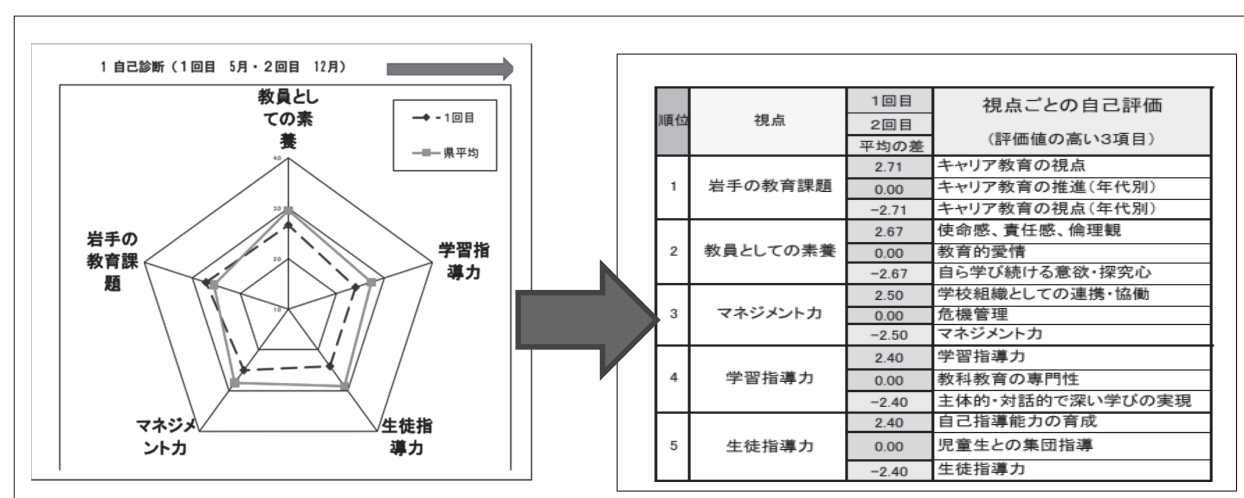 1 自己診断（1回目　5月・2回目　12月）
教員とし
ての素
養
-1回目
県平均
4.0
3.0
2.0
1.0
岩手の
教育課
題
学習指
導力
マネジメ
ント力
生徒指
導力
順位
視点
1回目
2回目
平均の差
視点ごとの自己評価
（評価値の高い3項目）
1
岩手の教育課題
2.71
キャリア教育の視点
0.00
キャリア教育の推進（年代別）
−2.71
キャリア教育の視点（年代別）
2
教員としての素養
2.67
使命感、責任感、倫理観
0.00
教育的愛情
−2.67
自ら学び続ける意欲・探究心
3
マネジメント力
2.50
学校組織としての連携・協働
0.00
危機管理
−2.50
マネジメント力
4
学習指導力
2.40
学習指導力
0.00
教科教育の専門性
−2.40
主体的・対話的で深い学びの実現
5
生徒指導力
2.40
自己指導能力の育成
0.00
児童生との集団指導
−2.40
生徒指導力